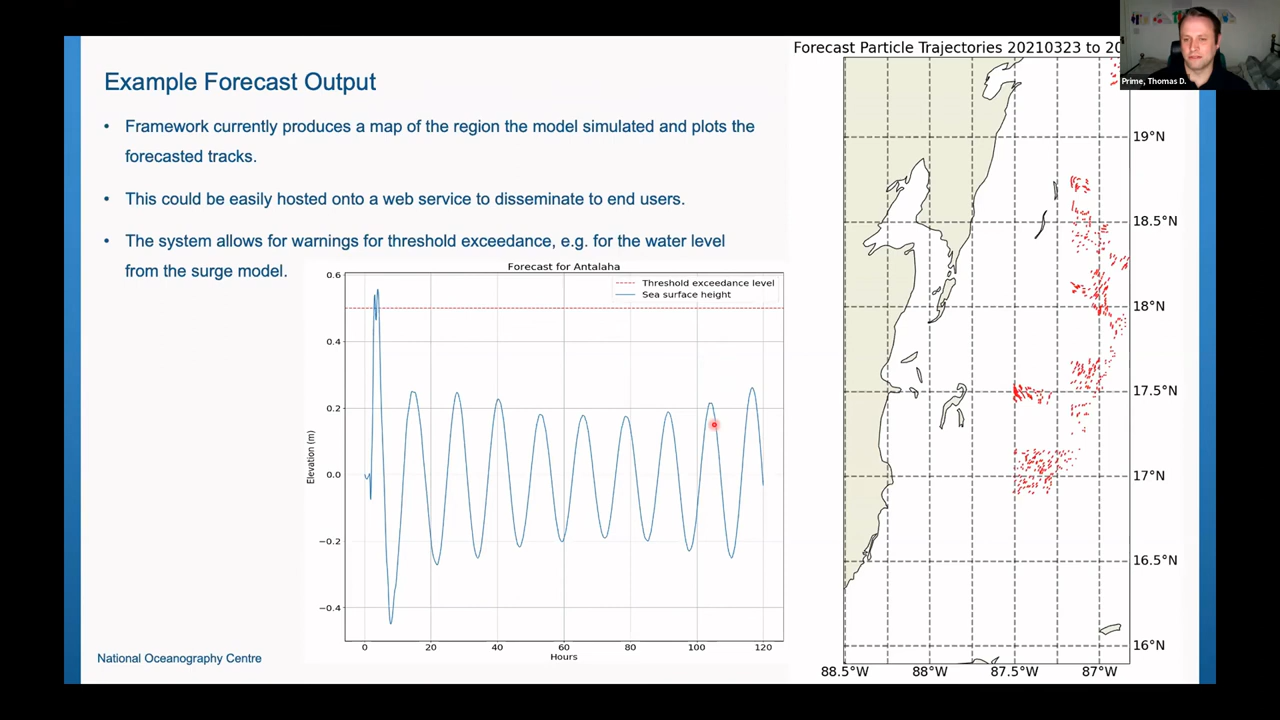 Example Forecast Output
• Framework currently produces a map of the region the model simulated and plots the
forecasted tracks.
• This could be easily hosted onto a web service to disseminate to end users.
• The system allows for warnings for threshold exceedance, e.g. for the water level
from the surge model.
Forecast for Antalaha
Threshold exceedance level
Sea surface height
Elevation (m)
0.6
0.4
0.2
0.0
−0.2
−0.4
0 20 40 60 80 100 120
Hours
National Oceanography Centre
Forecast Particle Trajectories 20210323 to 20
Prime, Thomas D.
19°N
18.5°N
18°N
17.5°N
17°N
16.5°N
16°N
88.5°W 88°W 87.5°W 87°W